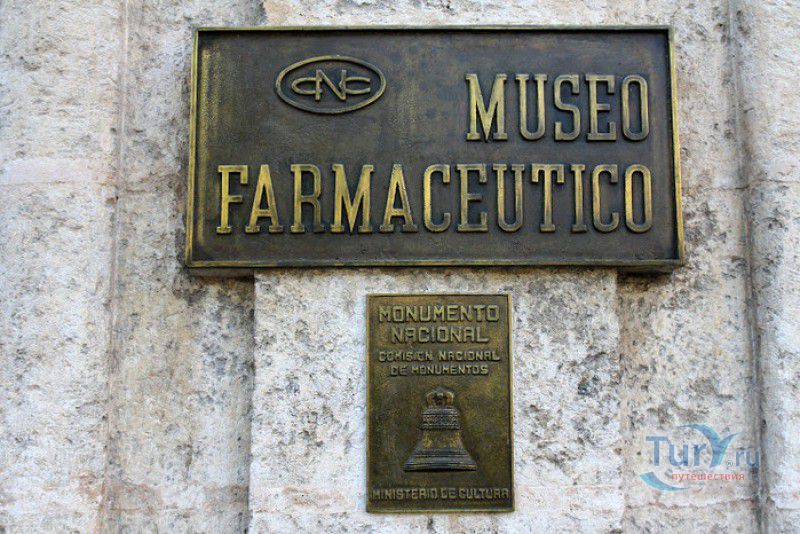 CNC
MUSEO
FARMACEUTICO
MONUMENTO
NACIONAL
COMISION NACIONAL
DE MONUMENTOS
MINISTERIO DE CULTURA
Tury.ru
путешествия